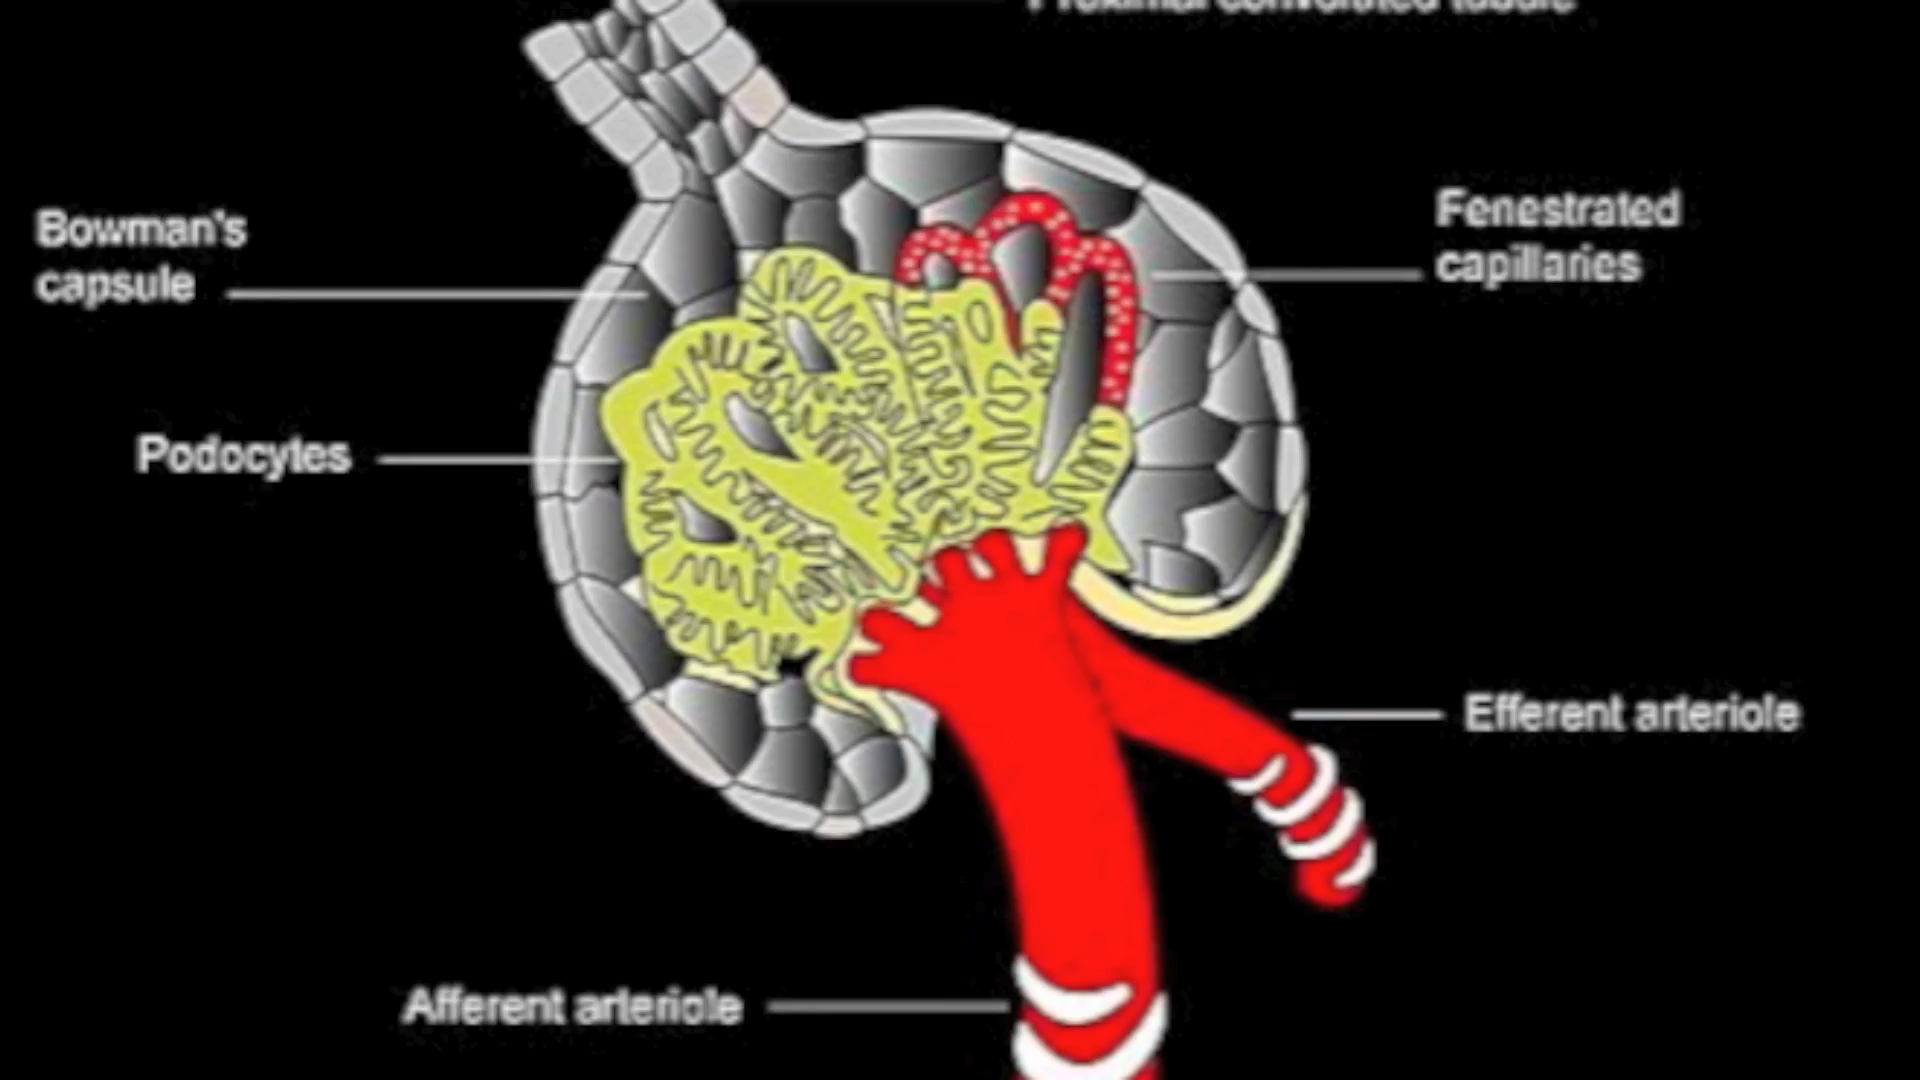 Proximal convoluted tubule
Bowman's
capsule
Fenestrated
capillaries
Podocytes
Efferent arteriole
Afferent arteriole